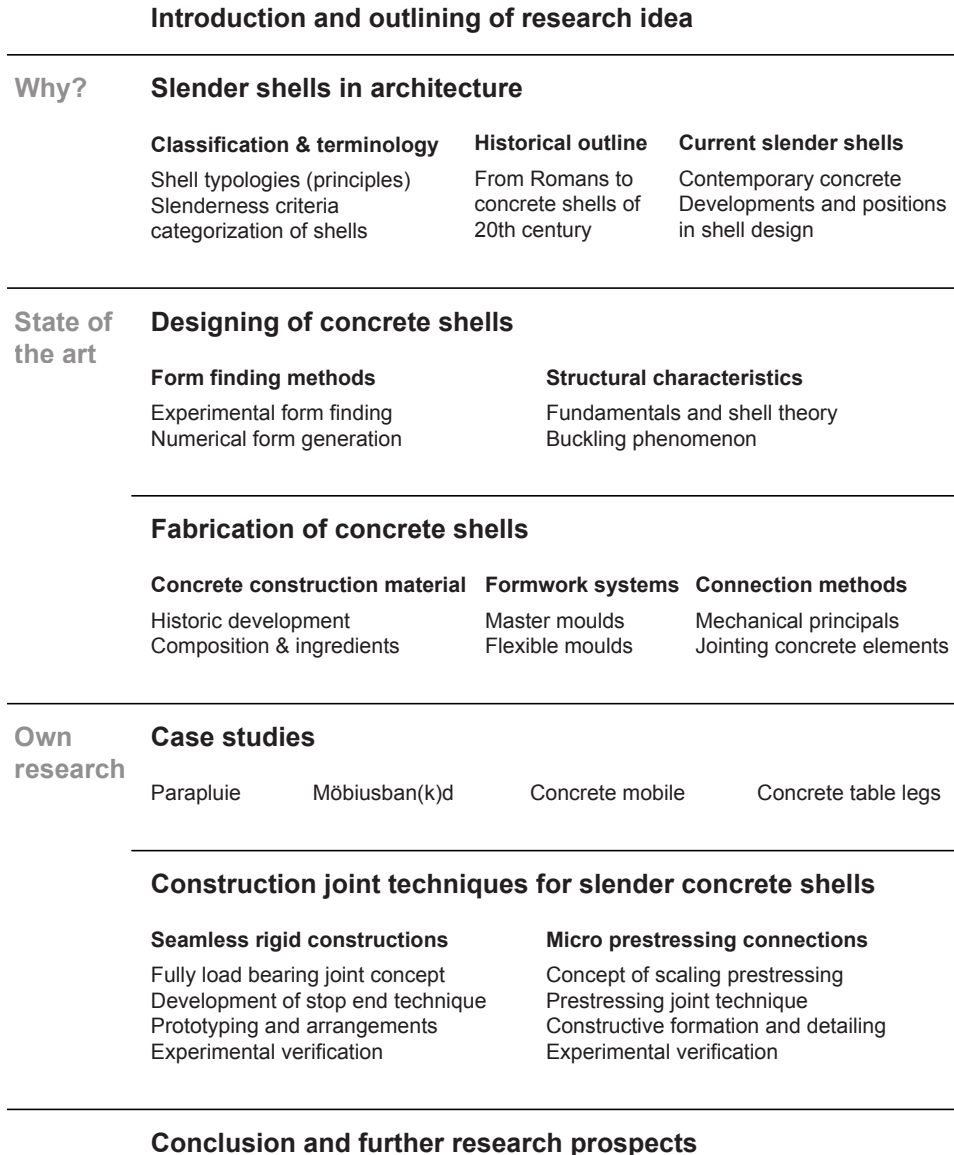 Introduction and outlining of research idea
Why?
Slender shells in architecture
Classification & terminology
Shell typologies (principles)
Slenderness criteria
categorization of shells
Historical outline
From Romans to
concrete shells of
20th century
Current slender shells
Contemporary concrete
Developments and positions
in shell design
State of
the art
Designing of concrete shells
Form finding methods
Experimental form finding
Numerical form generation
Structural characteristics
Fundamentals and shell theory
Buckling phenomenon
Fabrication of concrete shells
Concrete construction material
Historic development
Composition & ingredients
Formwork systems
Master moulds
Flexible moulds
Connection methods
Mechanical principals
Jointing concrete elements
Own
research
Case studies
Parapluie
Möbiusban(k)d
Concrete mobile
Concrete table legs
Construction joint techniques for slender concrete shells
Seamless rigid constructions
Fully load bearing joint concept
Development of stop end technique
Prototyping and arrangements
Experimental verification
Micro prestressing connections
Concept of scaling prestressing
Prestressing joint technique
Constructive formation and detailing
Experimental verification
Conclusion and further research prospects